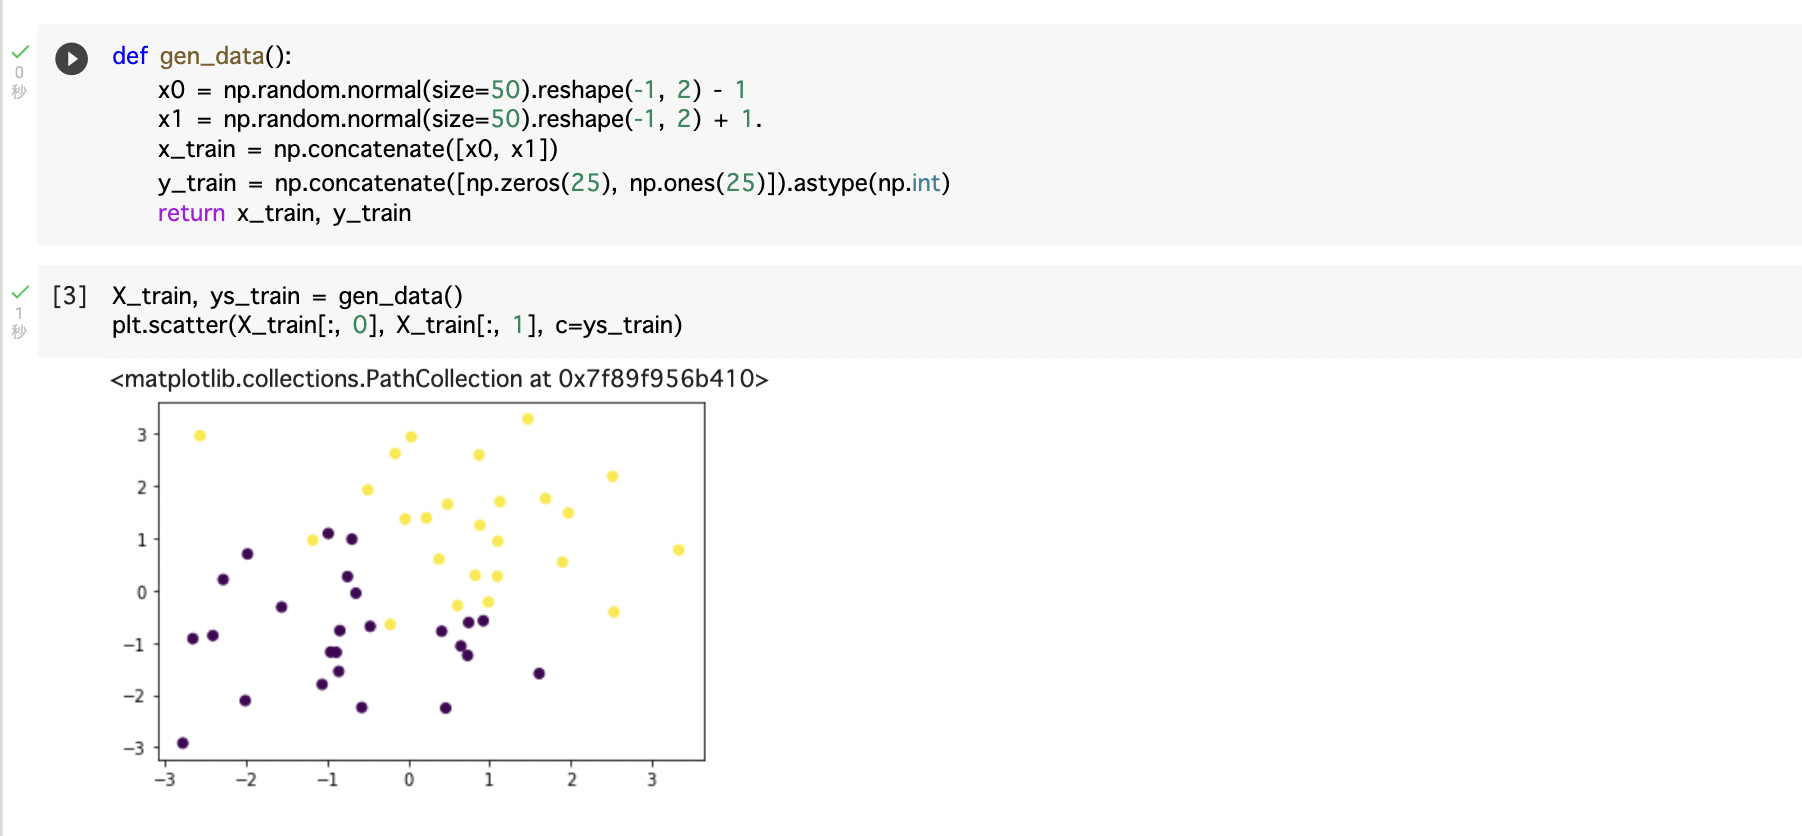 def gen_data():
0
秒
x0 = np.random.normal(size=50).reshape(-1, 2) - 1
x1 = np.random.normal(size=50).reshape(-1, 2) + 1.
x_train = np.concatenate([x0, x1])
y_train = np.concatenate([np.zeros(25), np.ones(25)]).astype(np.int)
return x_train, y_train
[3] X_train, ys_train = gen_data()
1
秒
plt.scatter(X_train[:, 0], X_train[:, 1], c=ys_train)
<matplotlib.collections.PathCollection at 0x7f89f956b410>
3
2
1
0
−1
−2
−3
−3 −2 −1 0 1 2 3